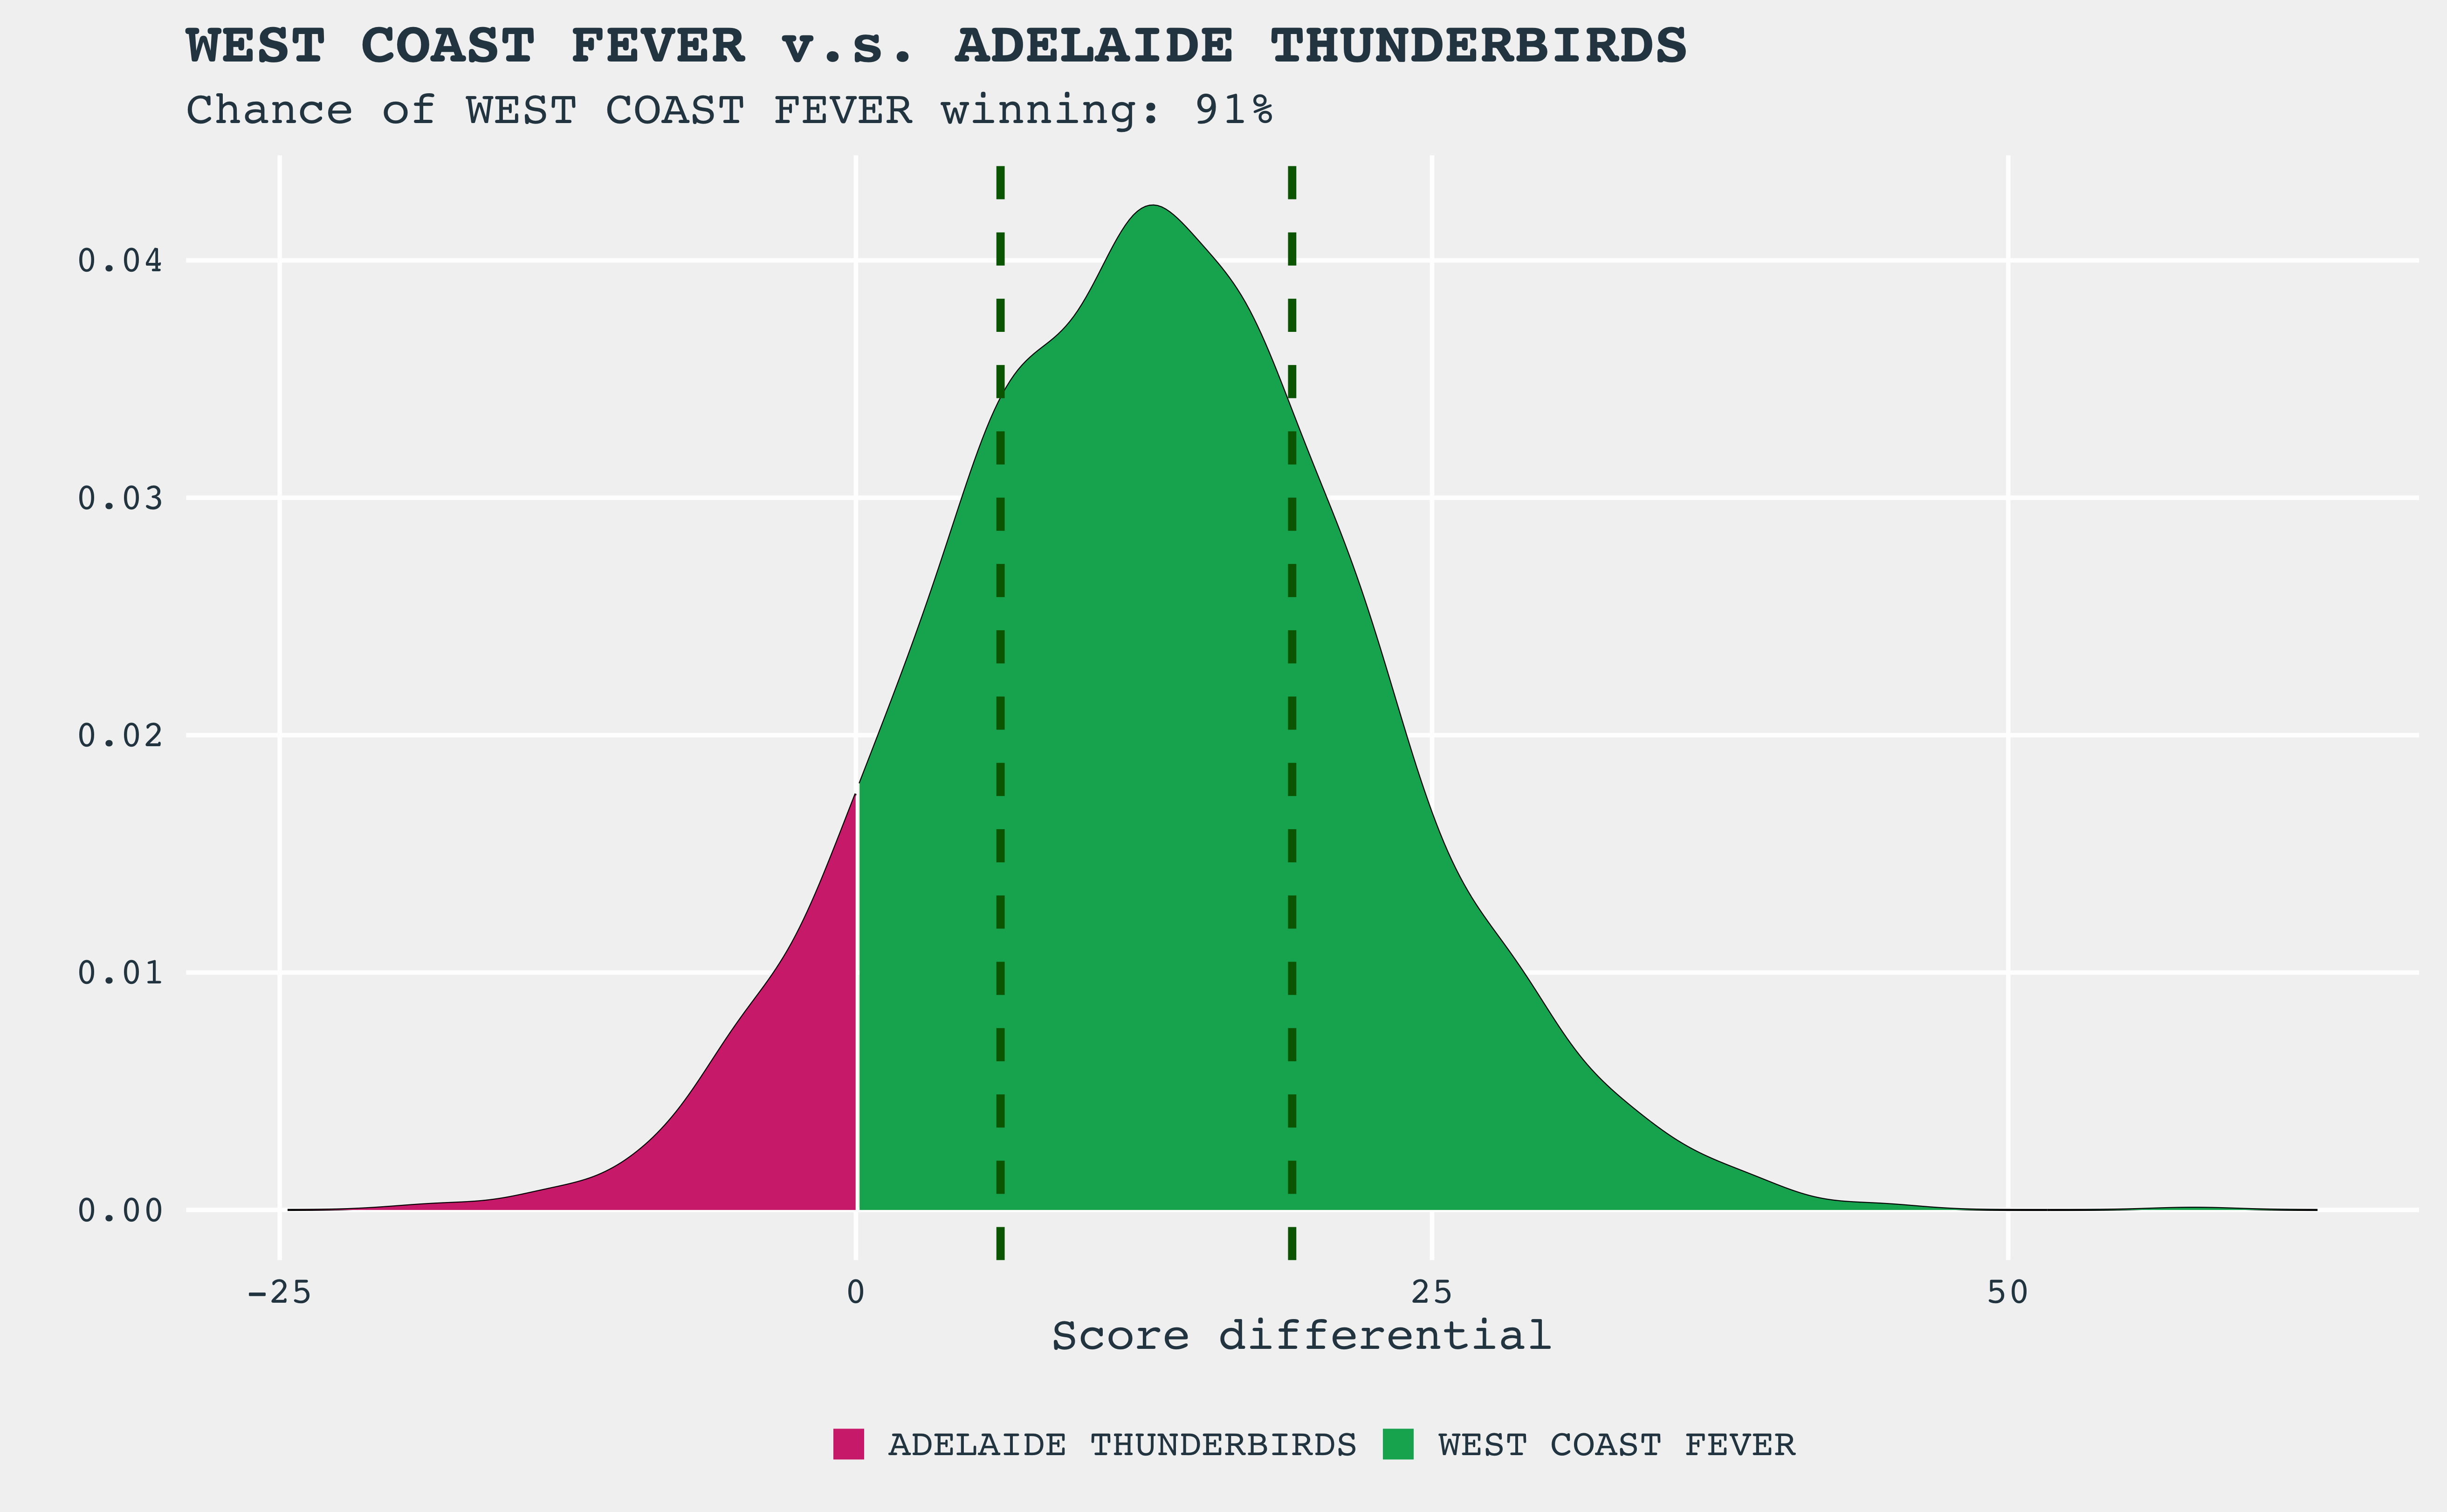 WEST COAST FEVER v.s. ADELAIDE THUNDERBIRDS
Chance of WEST COAST FEVER winning: 91%
0.04
0.03
0.02
0.01
0.00
-25 0 25 50
Score differential
ADELAIDE THUNDERBIRDS WEST COAST FEVER